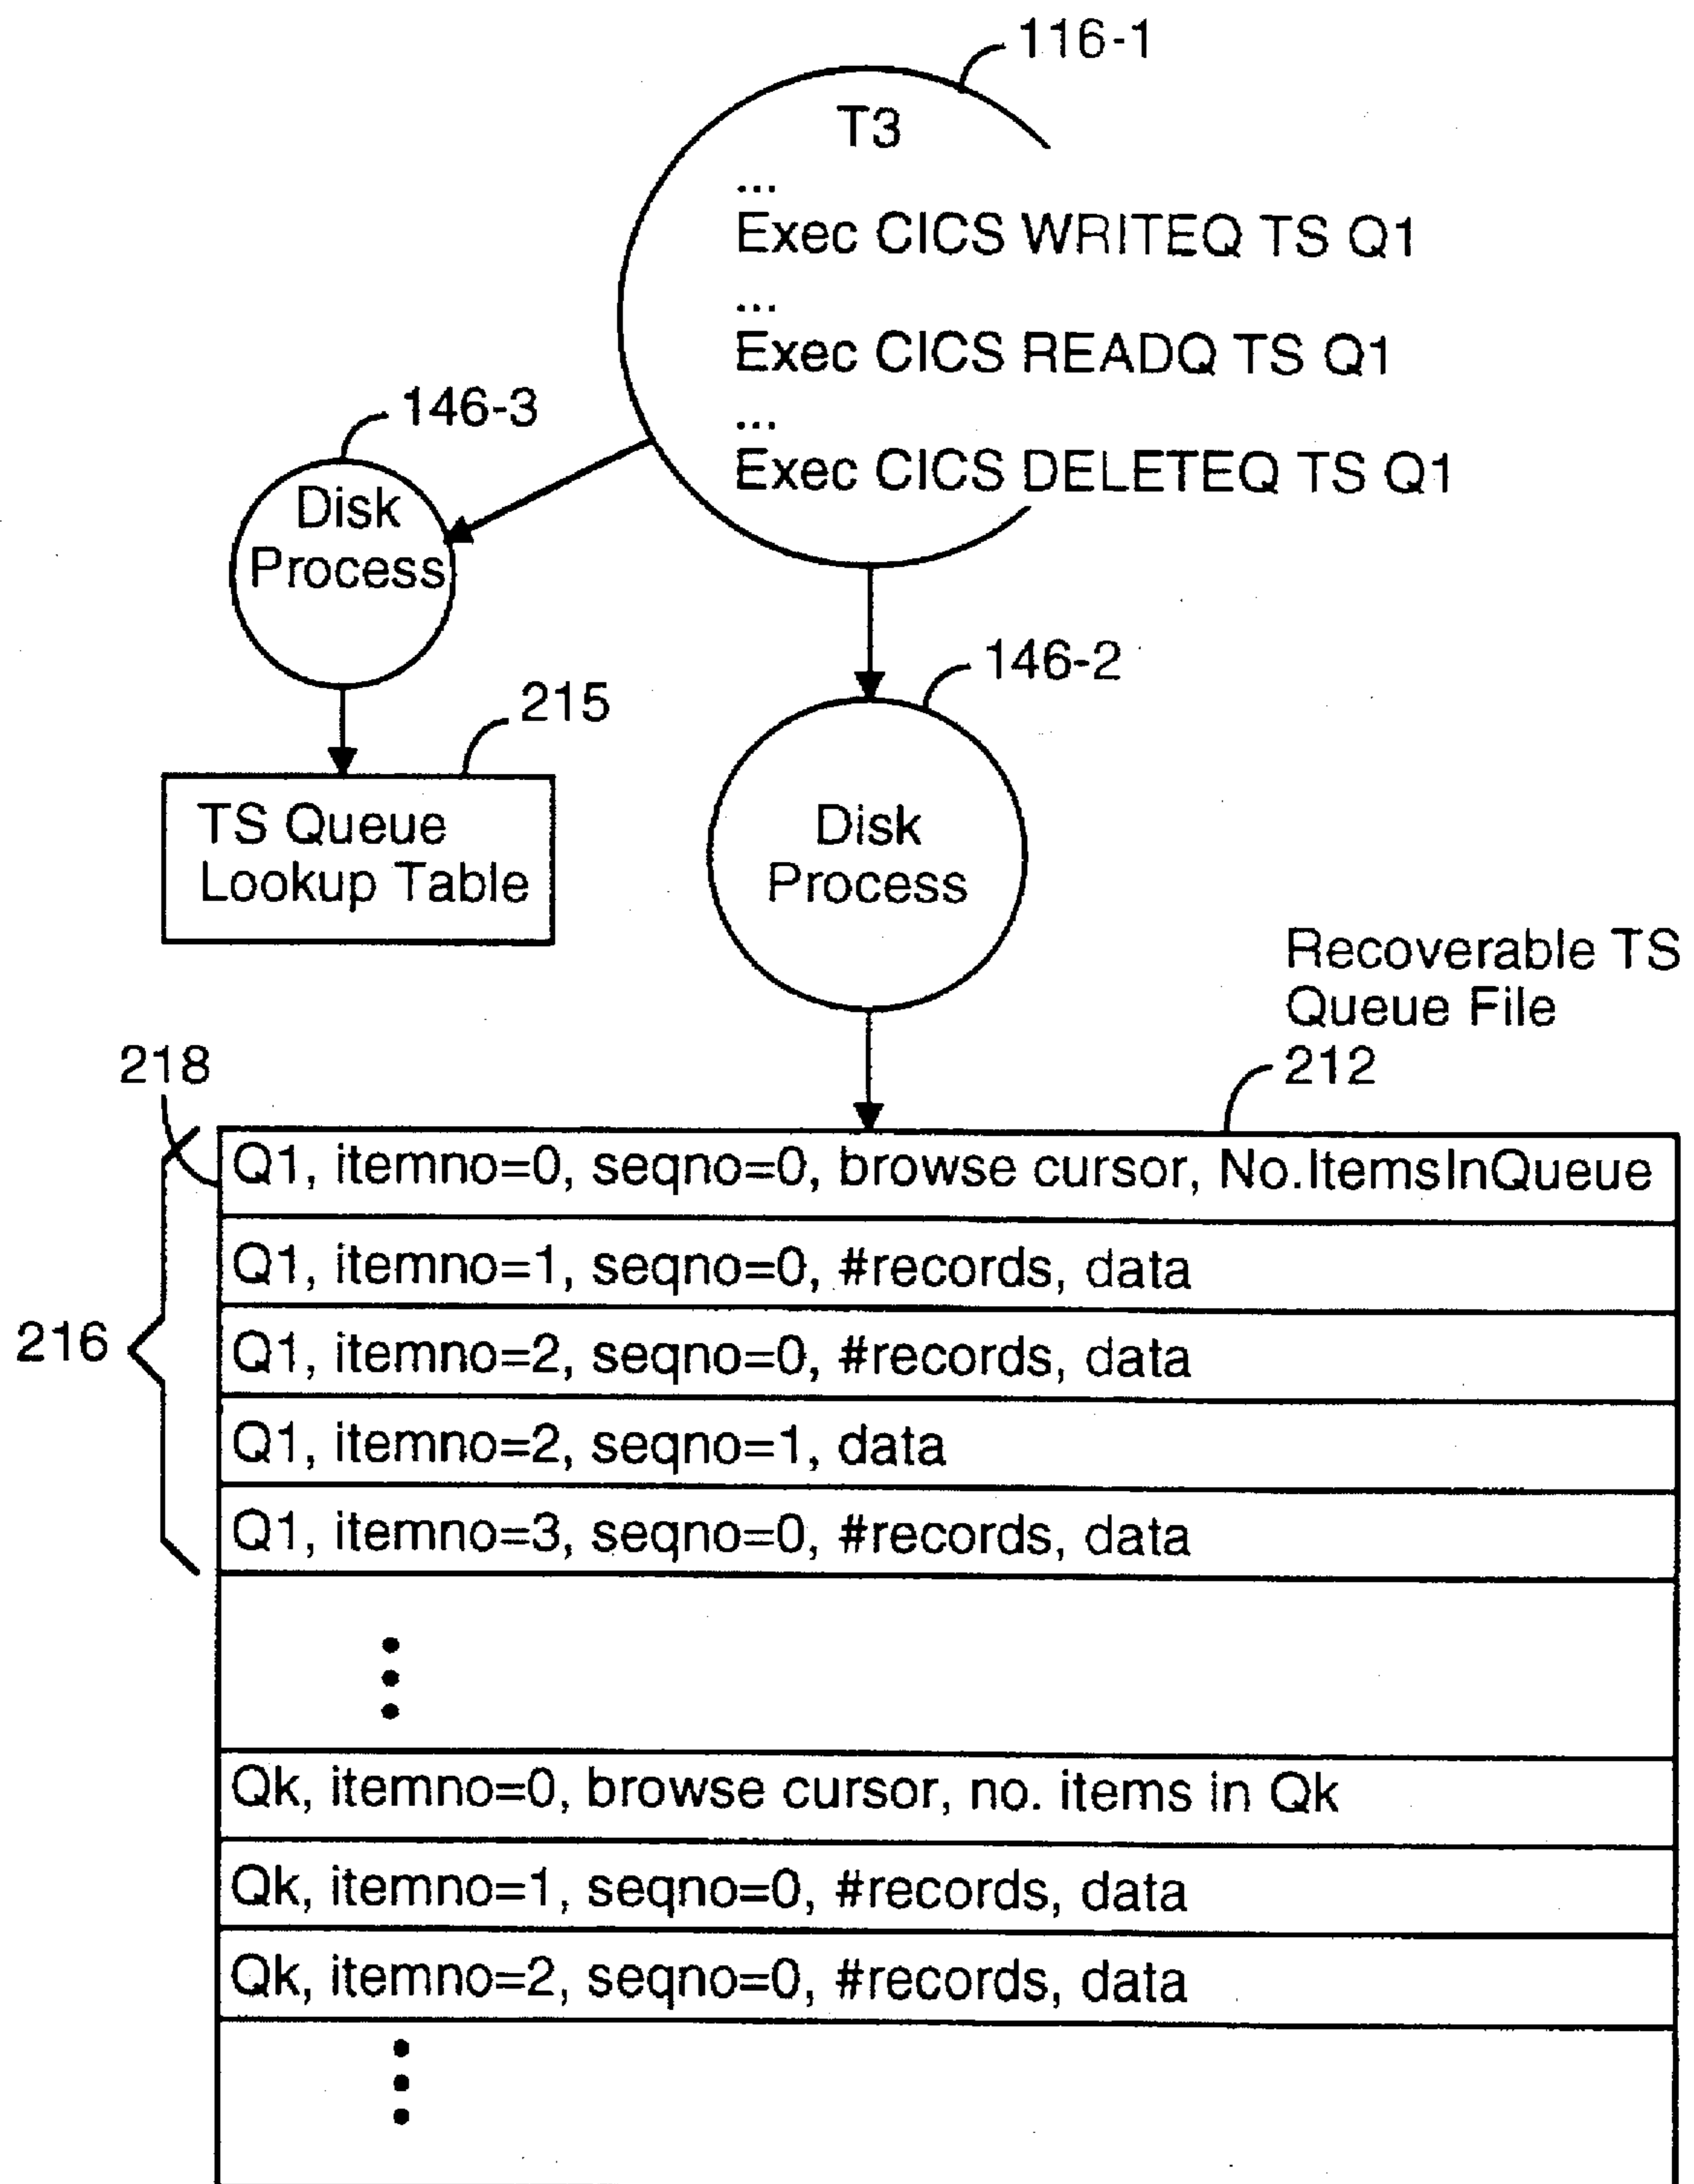 116-1
T3
...
Exec CICS WRITEQ TS Q1
...
Exec CICS READQ TS Q1
...
Exec CICS DELETEQ TS Q1
146-3
Disk
Process
146-2
215
TS Queue
Lookup Table
Disk
Process
Recoverable TS
Queue File
212
218
Q1, itemno=0, seqno=0, browse cursor, No.ItemsInQueue
Q1, itemno=1, seqno=0, #records, data
216
Q1, itemno=2, seqno=0, #records, data
Q1, itemno=2, seqno=1, data
Q1, itemno=3, seqno=0, #records, data
Qk, itemno=0, browse cursor, no. items in Qk
Qk, itemno=1, seqno=0, #records, data
Qk, itemno=2, seqno=0, #records, data